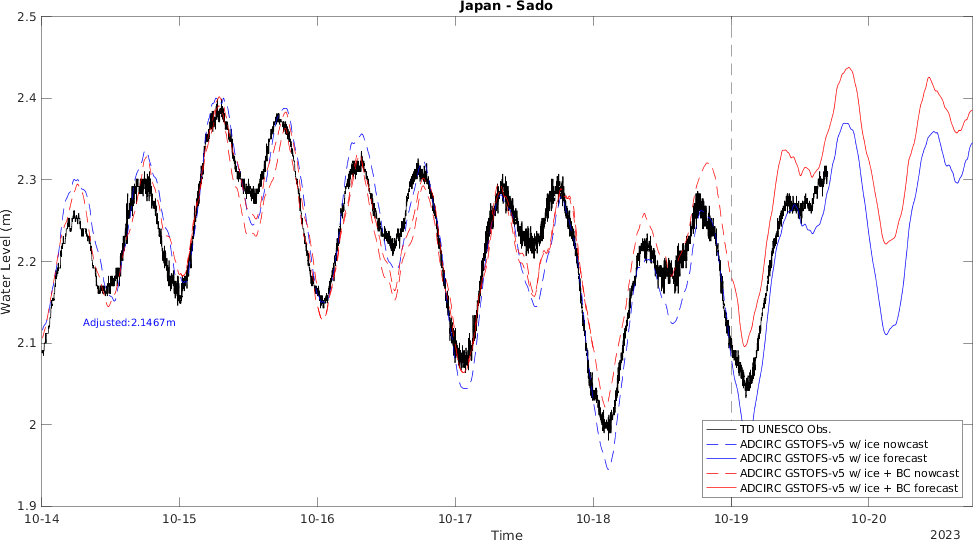 Japan - Sado
2.5
2.4
2.3
2.2
2.1
2
1.9
Water Level (m)
Adjusted:2.1467m
TD UNESCO Obs.
ADCIRC GSTOFS-v5 w/ ice nowcast
ADCIRC GSTOFS-v5 w/ ice forecast
ADCIRC GSTOFS-v5 w/ ice + BC nowcast
ADCIRC GSTOFS-v5 w/ ice + BC forecast
10-14 10-15 10-16 10-17 10-18 10-19 10-20
Time
2023